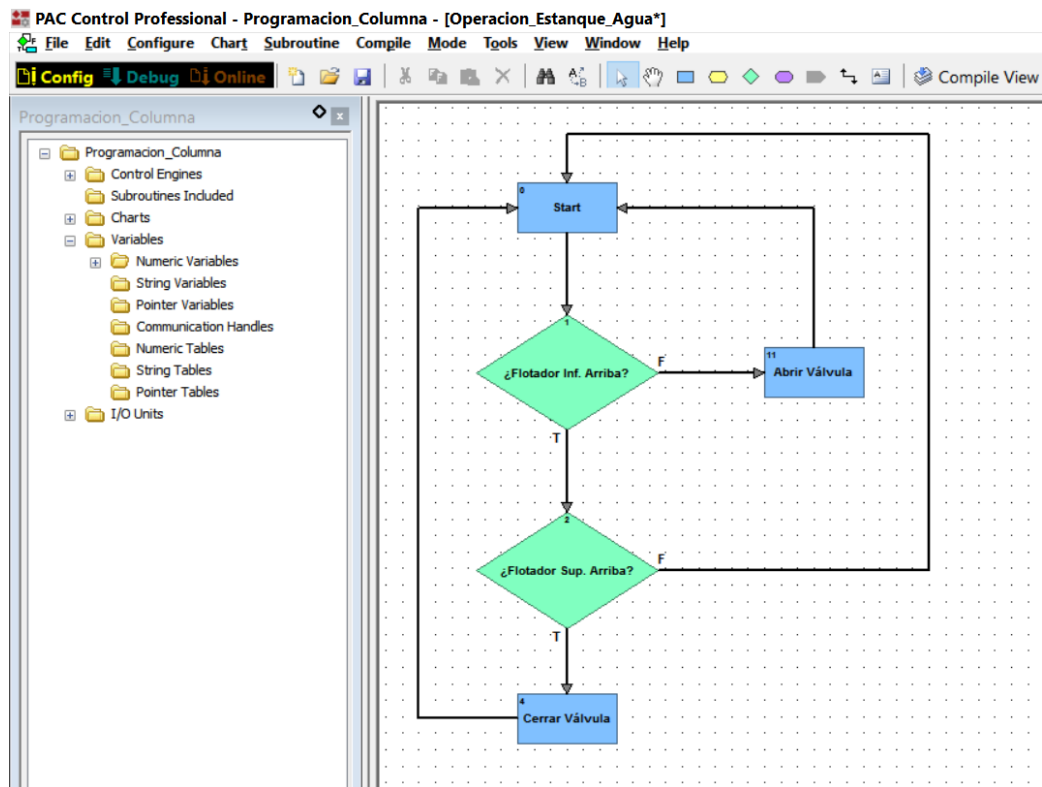 PAC Control Professional - Programacion_Columna - [Operacion_Estanque_Agua*]
File Edit Configure Chart Subroutine Compile Mode Tools View Window Help
Config Debug Online Compile View
Programacion_Columna
Programacion_Columna
Control Engines
Subroutines Included
Charts
Variables
Numeric Variables
String Variables
Pointer Variables
Communication Handles
Numeric Tables
String Tables
Pointer Tables
I/O Units
0
Start
1
¿Flotador Inf. Arriba?
F
11
Abrir Válvula
T
2
¿Flotador Sup. Arriba?
F
T
4
Cerrar Válvula